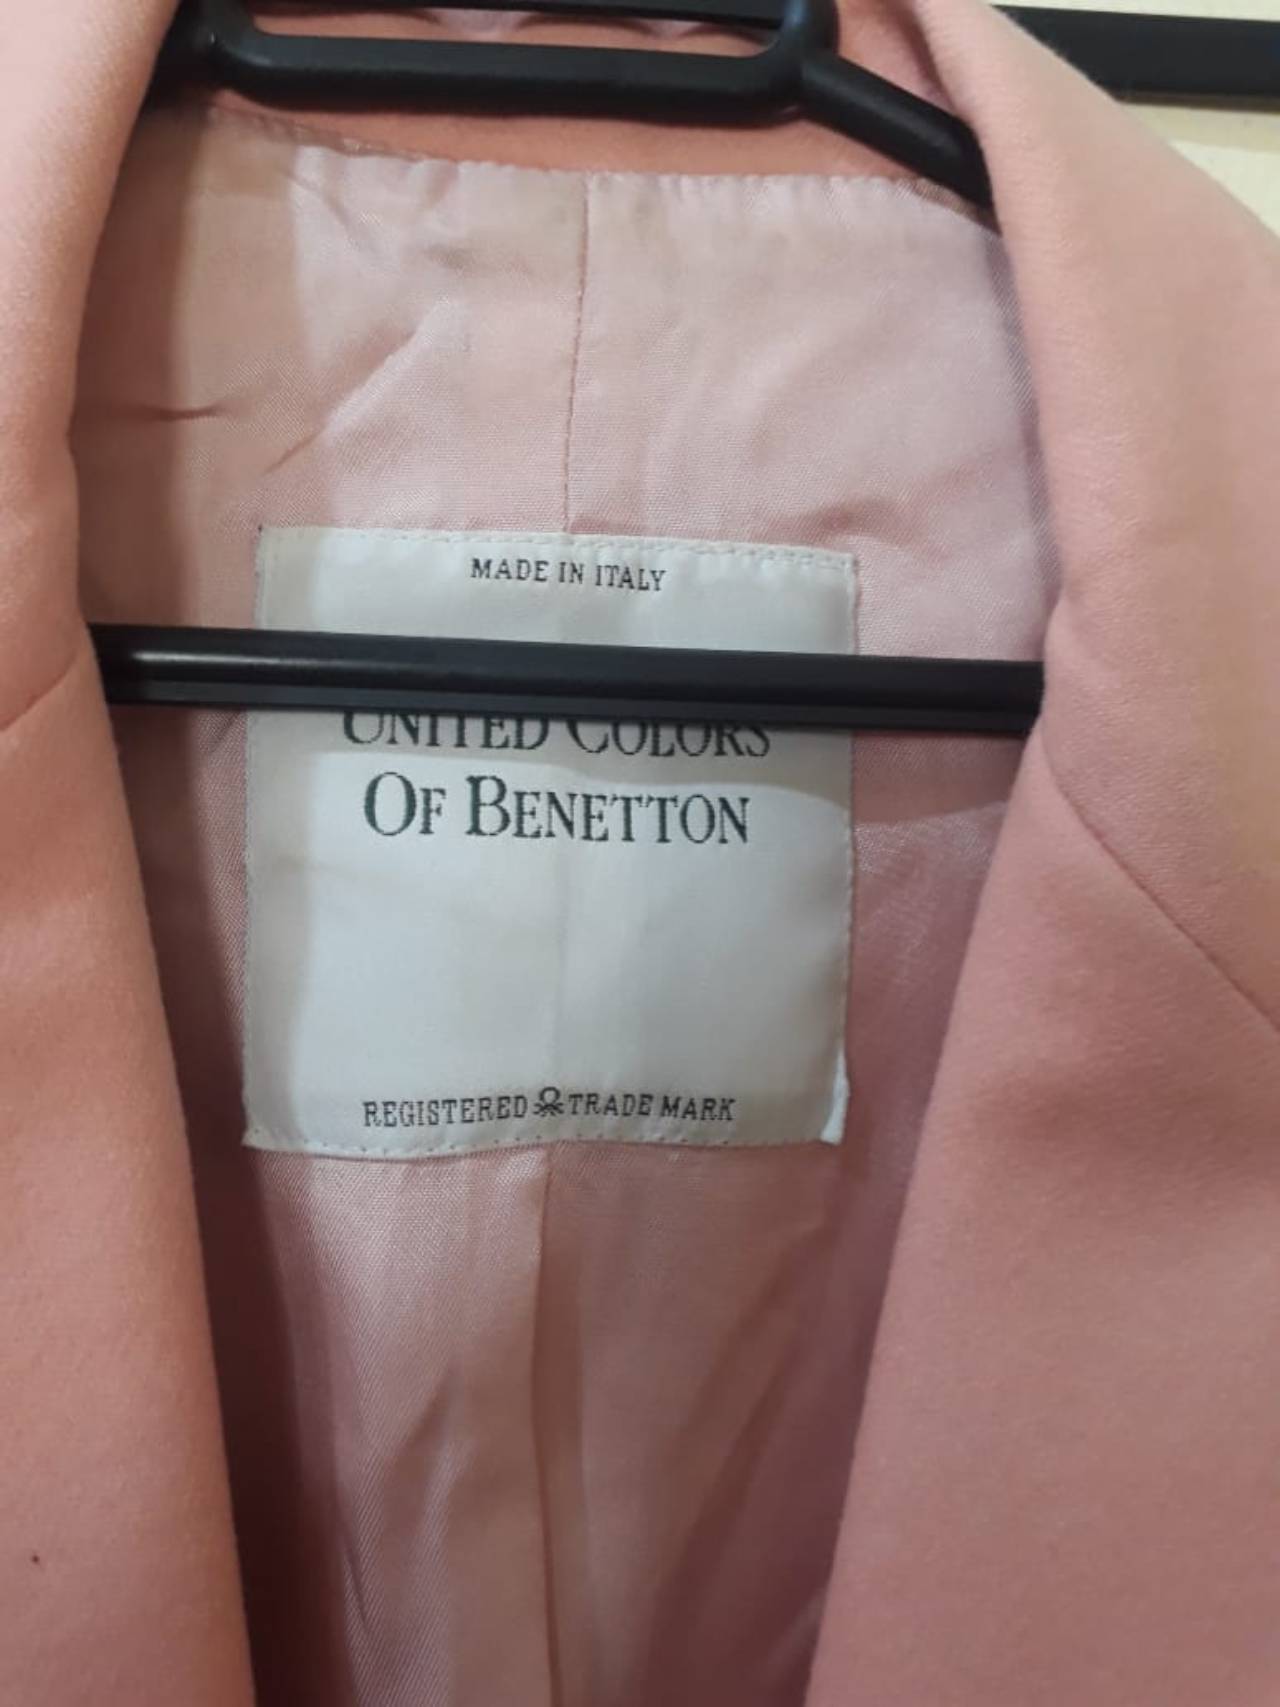 MADE IN ITALY
UNITED COLORS
OF BENETTON
REGISTERED TRADE MARK